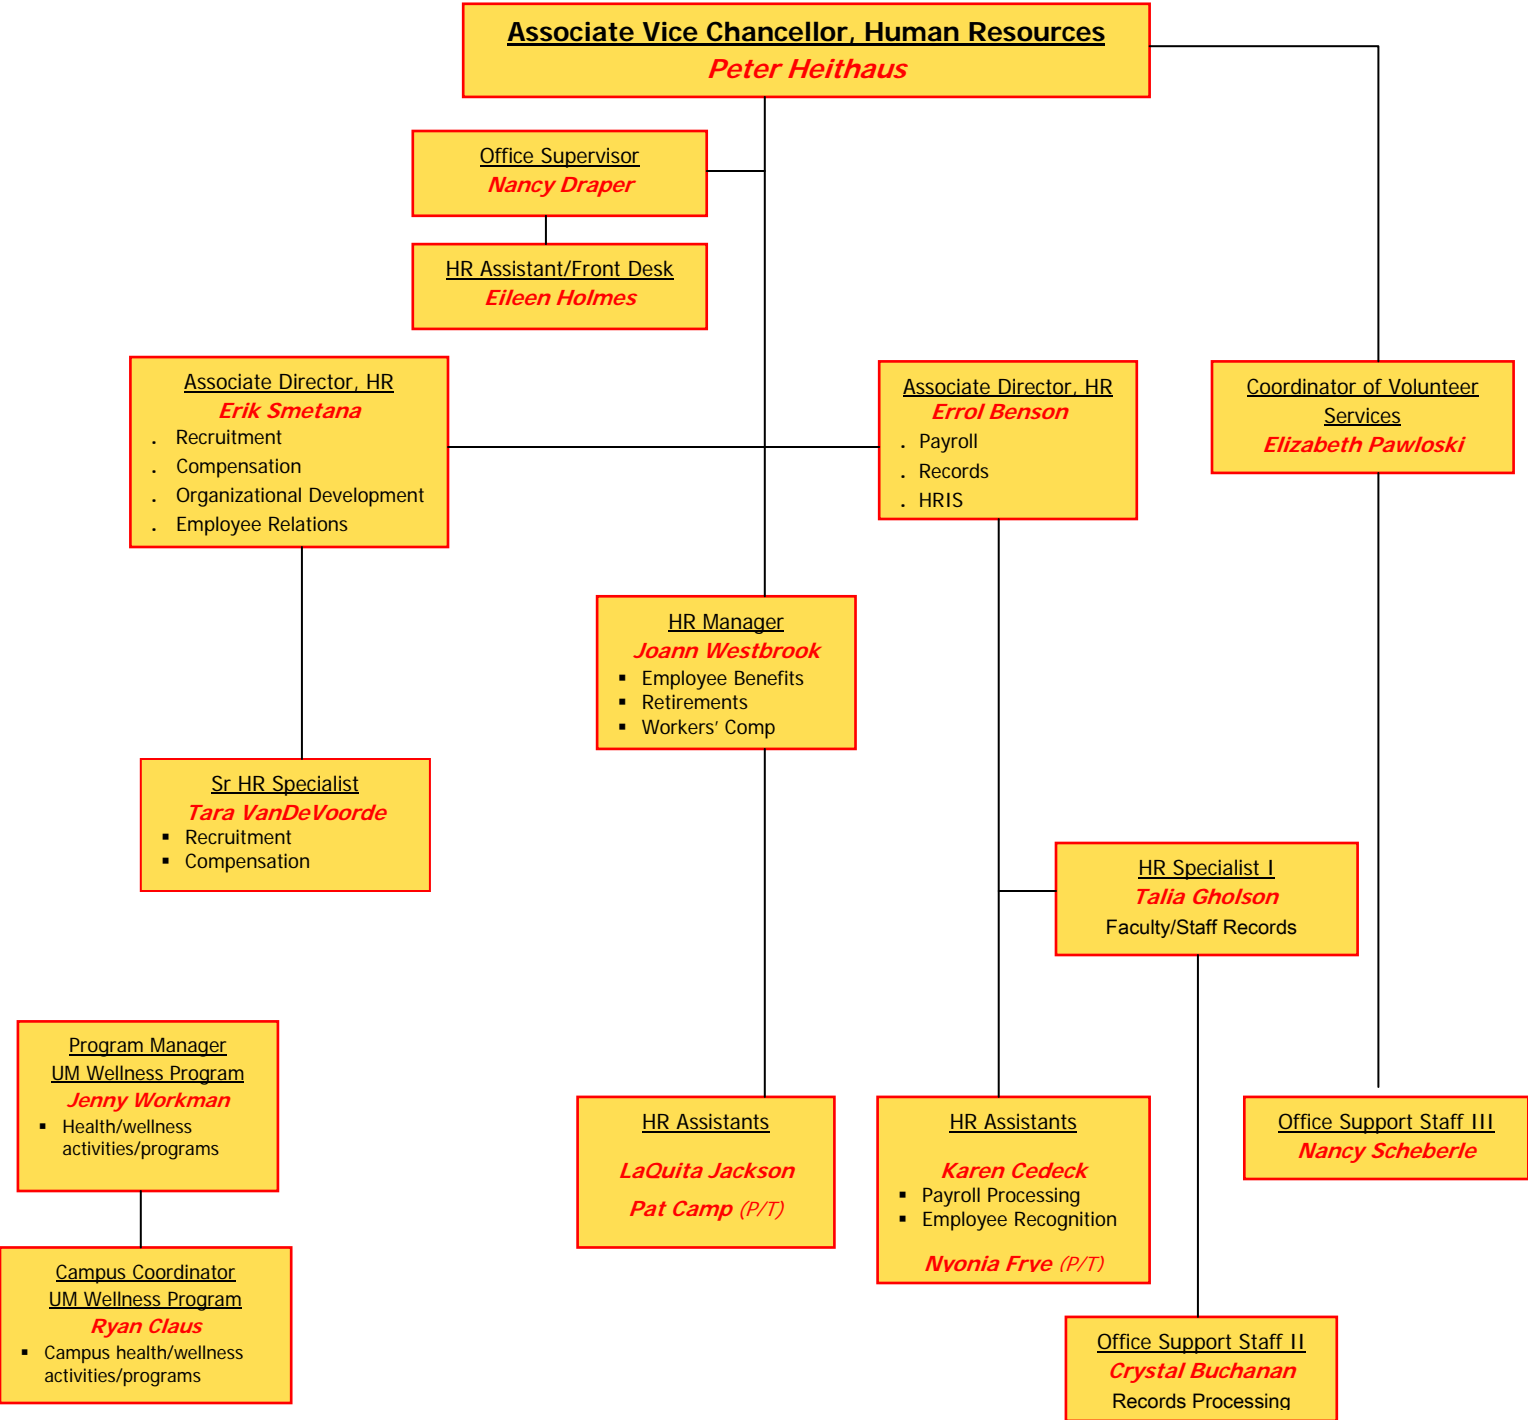 Associate Vice Chancellor, Human Resources
Peter Heithaus
Office Supervisor
Nancy Draper
HR Assistant/Front Desk
Eileen Holmes
Associate Director, HR
Erik Smetana
. Recruitment
. Compensation
. Organizational Development
. Employee Relations
Associate Director, HR
Errol Benson
. Payroll
. Records
. HRIS
Coordinator of Volunteer
Services
Elizabeth Pawloski
HR Manager
Joann Westbrook
▪ Employee Benefits
▪ Retirements
▪ Workers’ Comp
Sr HR Specialist
Tara VanDeVoorde
▪ Recruitment
▪ Compensation
HR Specialist I
Talia Gholson
Faculty/Staff Records
Program Manager
UM Wellness Program
Jenny Workman
▪ Health/wellness
activities/programs
Campus Coordinator
UM Wellness Program
Ryan Claus
▪ Campus health/wellness
activities/programs
HR Assistants
LaQuita Jackson
Pat Camp (P/T)
HR Assistants
Karen Cedeck
▪ Payroll Processing
▪ Employee Recognition
Nyonia Frye (P/T)
Office Support Staff III
Nancy Scheberle
Office Support Staff II
Crystal Buchanan
Records Processing